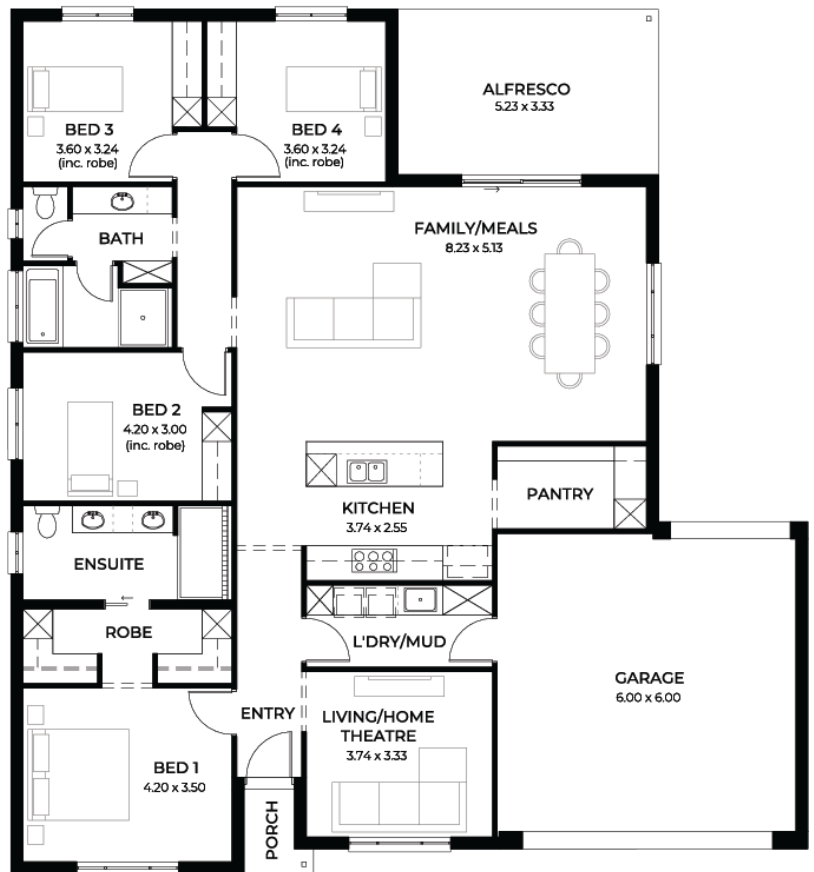 BED 3
3.60 x 3.24
(inc. robe)
BED 4
3.60 x 3.24
(inc. robe)
ALFRESCO
5.23 x 3.33
BATH
FAMILY/MEALS
8.23 x 5.13
BED 2
4.20 x 3.00
(inc. robe)
KITCHEN
3.74 x 2.55
PANTRY
ENSUITE
ROBE
L'DRY/MUD
GARAGE
6.00 x 6.00
ENTRY
LIVING/HOME
THEATRE
3.74 x 3.33
BED 1
4.20 x 3.50
PORCH